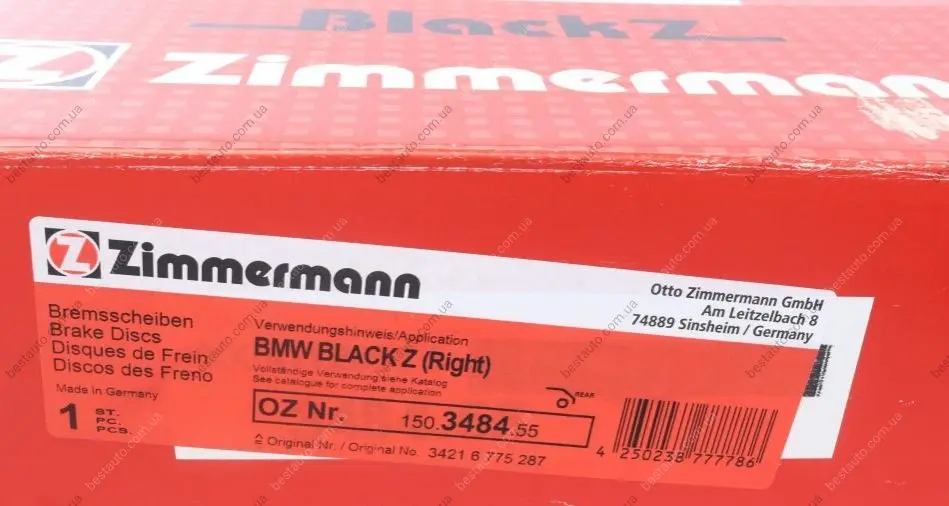 BlackZ
Z Zimmermann
Z Zimmermann
Otto Zimmermann GmbH
Am Leitzelbach 8
74889 Sinsheim / Germany
Bremsscheiben
Brake Discs
Disques de Frein
Discos des Freno
Made in Germany
1 ST.
PC.
PCS.
Verwendungshinweis/Application
BMW BLACK Z (Right)
Vollständige Verwendung siehe Katalog
See catalogue for complete application
REAR
OZ Nr. 150.3484.55
≙ Original Nr. / Original No. 3421 6 775 287
4 250238 777786
bestauto.com.ua